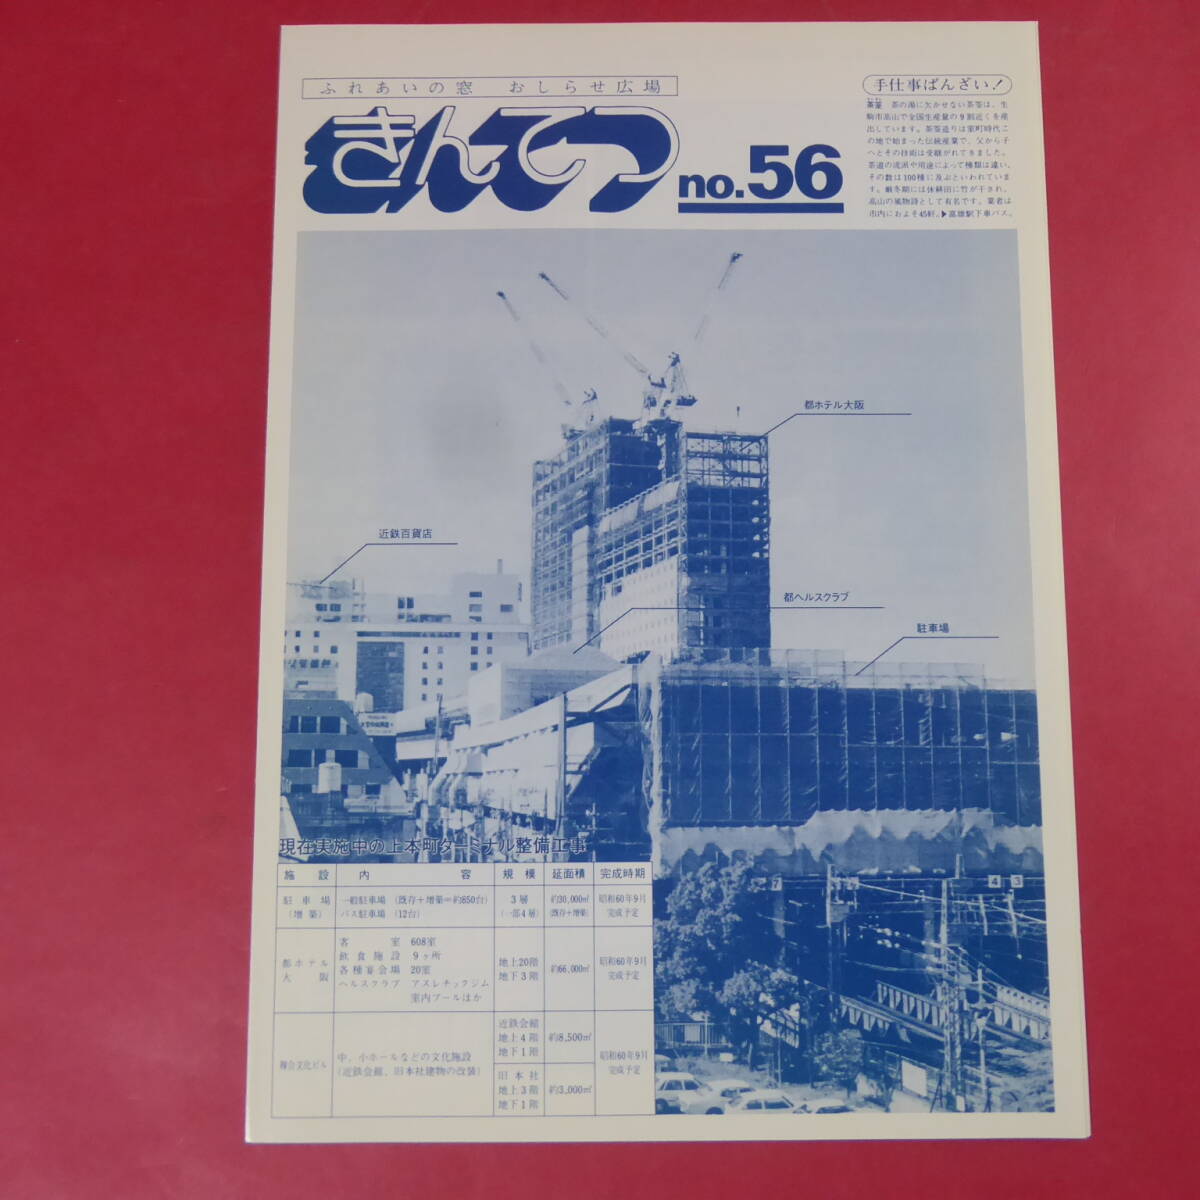 ふれあいの窓　おしらせ広場
きんてつ
no.56
手仕事ばんざい!
茶筌　茶の湯に欠かせない茶筌は、生
駒市高山で全国生産量の9割近くを産
出しています。茶筌造りは室町時代こ
の地で始まった伝統産業で、父から子
へとその技術は受継がれてきました。
茶道の流派や用途によって種類は違い、
その数は100種に及ぶといわれていま
す。厳冬期には休耕田に竹が干され、
高山の風物詩として有名です。業者は
市内におよそ45軒。▶富雄駅下車バス。
都ホテル大阪
近鉄百貨店
都ヘルスクラブ
駐車場
7
4 3
現在実施中の上本町ターミナル整備工事
施設　内容　規模　延面積　完成時期
駐車場
(増築)
一般駐車場　(既存+増築=約850台)
バス駐車場　(12台)
3層
(一部4層)
約30,000㎡
(既存+増築)
昭和60年9月
完成予定
都ホテル
大阪
客室　608室
飲食施設　9ヶ所
各種宴会場　20室
ヘルスクラブ　アスレチックジム
室内プールほか
地上20階
地下3階
約66,000㎡
昭和60年9月
完成予定
複合文化ビル
中、小ホールなどの文化施設
(近鉄会館、旧本社建物の改装)
近鉄会館
地上4階
地下1階
約8,500㎡
旧本社
地上3階
地下1階
約3,000㎡
昭和60年9月
完成予定